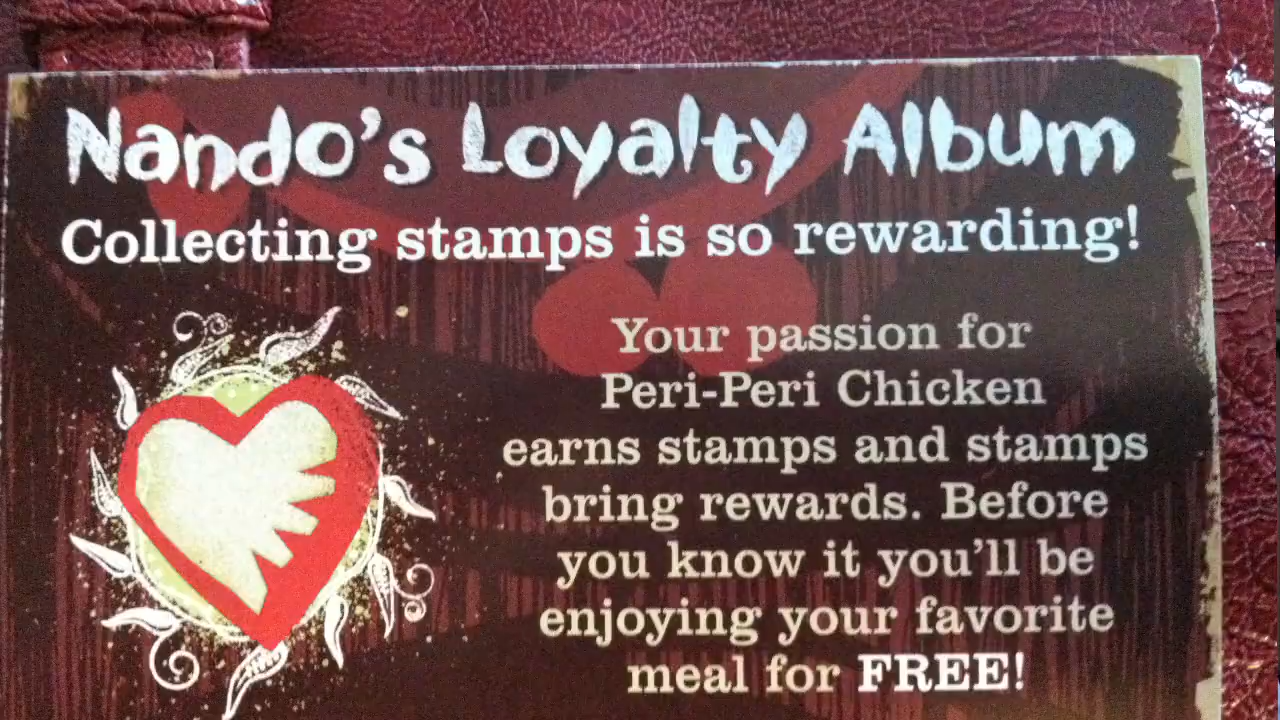 Nando's Loyalty Album
Collecting stamps is so rewarding!
Your passion for
Peri-Peri Chicken
earns stamps and stamps
bring rewards. Before
you know it you'll be
enjoying your favorite
meal for FREE!